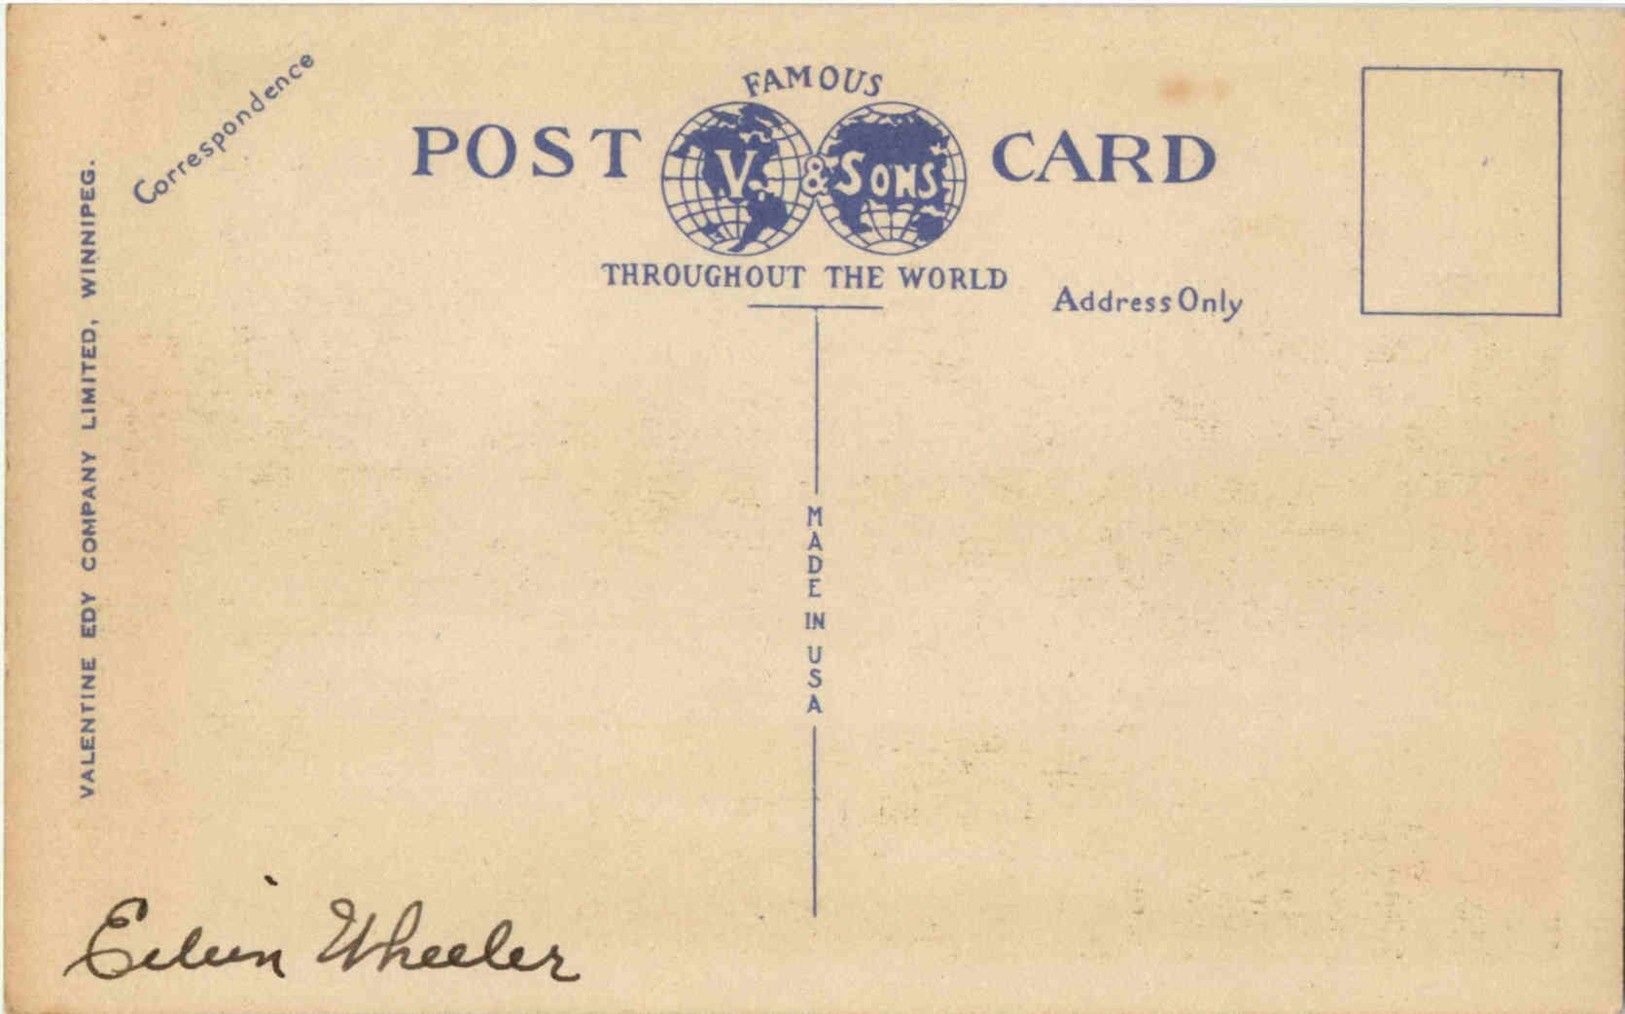 Correspondence
FAMOUS
POST V. & SONS CARD
THROUGHOUT THE WORLD
Address Only
VALENTINE EDY COMPANY LIMITED, WINNIPEG.
MADE IN USA
Eileen Wheeler